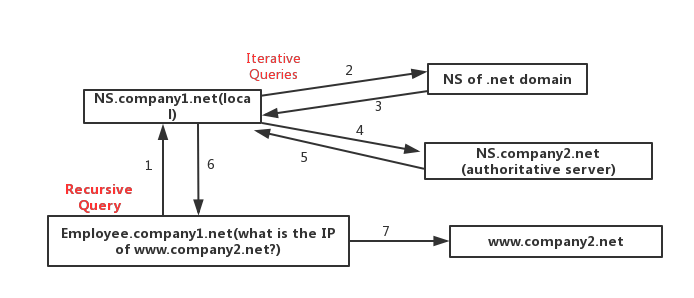 Iterative
Queries
2
NS of .net domain
NS.company1.net(loca
l)
3
4
NS.company2.net
(authoritative server)
5
1
6
Recursive
Query
Employee.company1.net(what is the IP
of www.company2.net?)
7
www.company2.net